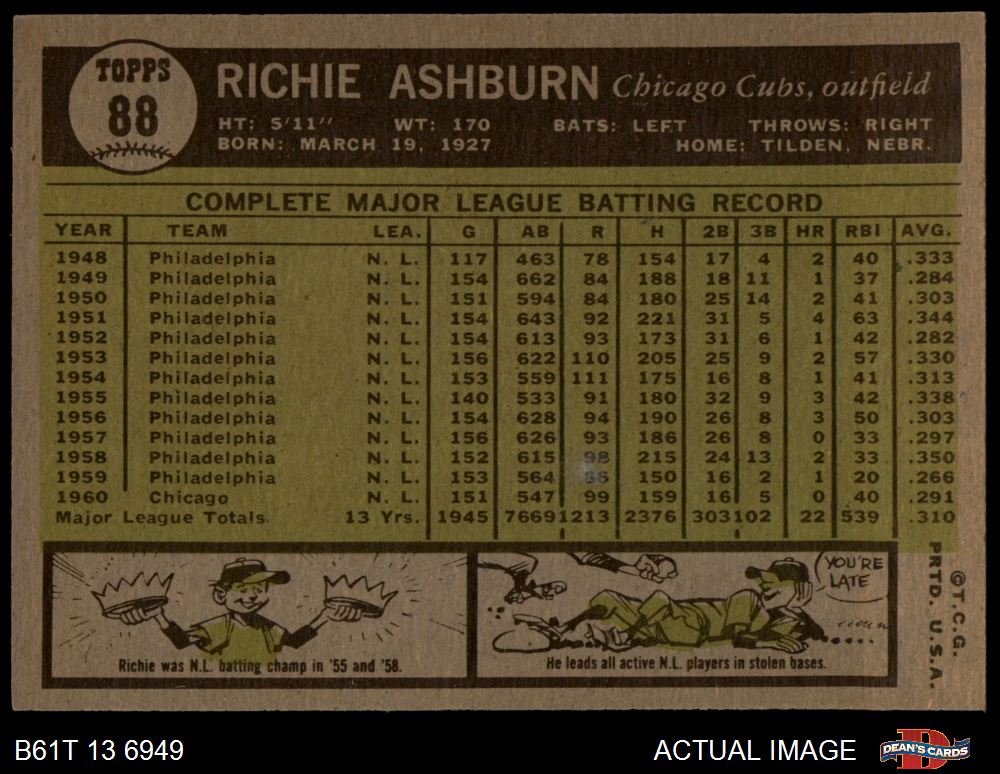 TOPPS
88
RICHIE ASHBURN Chicago Cubs, outfield
HT: 5'11'' WT: 170 BATS: LEFT THROWS: RIGHT
BORN: MARCH 19, 1927 HOME: TILDEN, NEBR.
COMPLETE MAJOR LEAGUE BATTING RECORD
YEAR TEAM LEA. G AB R H 2B 3B HR RBI AVG.
1948 Philadelphia N. L. 117 463 78 154 17 4 2 40 .333
1949 Philadelphia N. L. 154 662 84 188 18 11 1 37 .284
1950 Philadelphia N. L. 151 594 84 180 25 14 2 41 .303
1951 Philadelphia N. L. 154 643 92 221 31 5 4 63 .344
1952 Philadelphia N. L. 154 613 93 173 31 6 1 42 .282
1953 Philadelphia N. L. 156 622 110 205 25 9 2 57 .330
1954 Philadelphia N. L. 153 559 111 175 16 8 1 41 .313
1955 Philadelphia N. L. 140 533 91 180 32 9 3 42 .338
1956 Philadelphia N. L. 154 628 94 190 26 8 3 50 .303
1957 Philadelphia N. L. 156 626 93 186 26 8 0 33 .297
1958 Philadelphia N. L. 152 615 98 215 24 13 2 33 .350
1959 Philadelphia N. L. 153 564 150 16 2 1 20 .266
1960 Chicago N. L. 151 547 99 159 16 5 0 40 .291
Major League Totals 13 Yrs. 1945 7669 1213 2376 303 102 22 539 .310
Richie was N.L. batting champ in '55 and '58.
YOU'RE
LATE
He leads all active N.L. players in stolen bases.
©T.C.G.
PRTD. U.S.A.
B61T 13 6949
ACTUAL IMAGE
DEAN'S CARDS